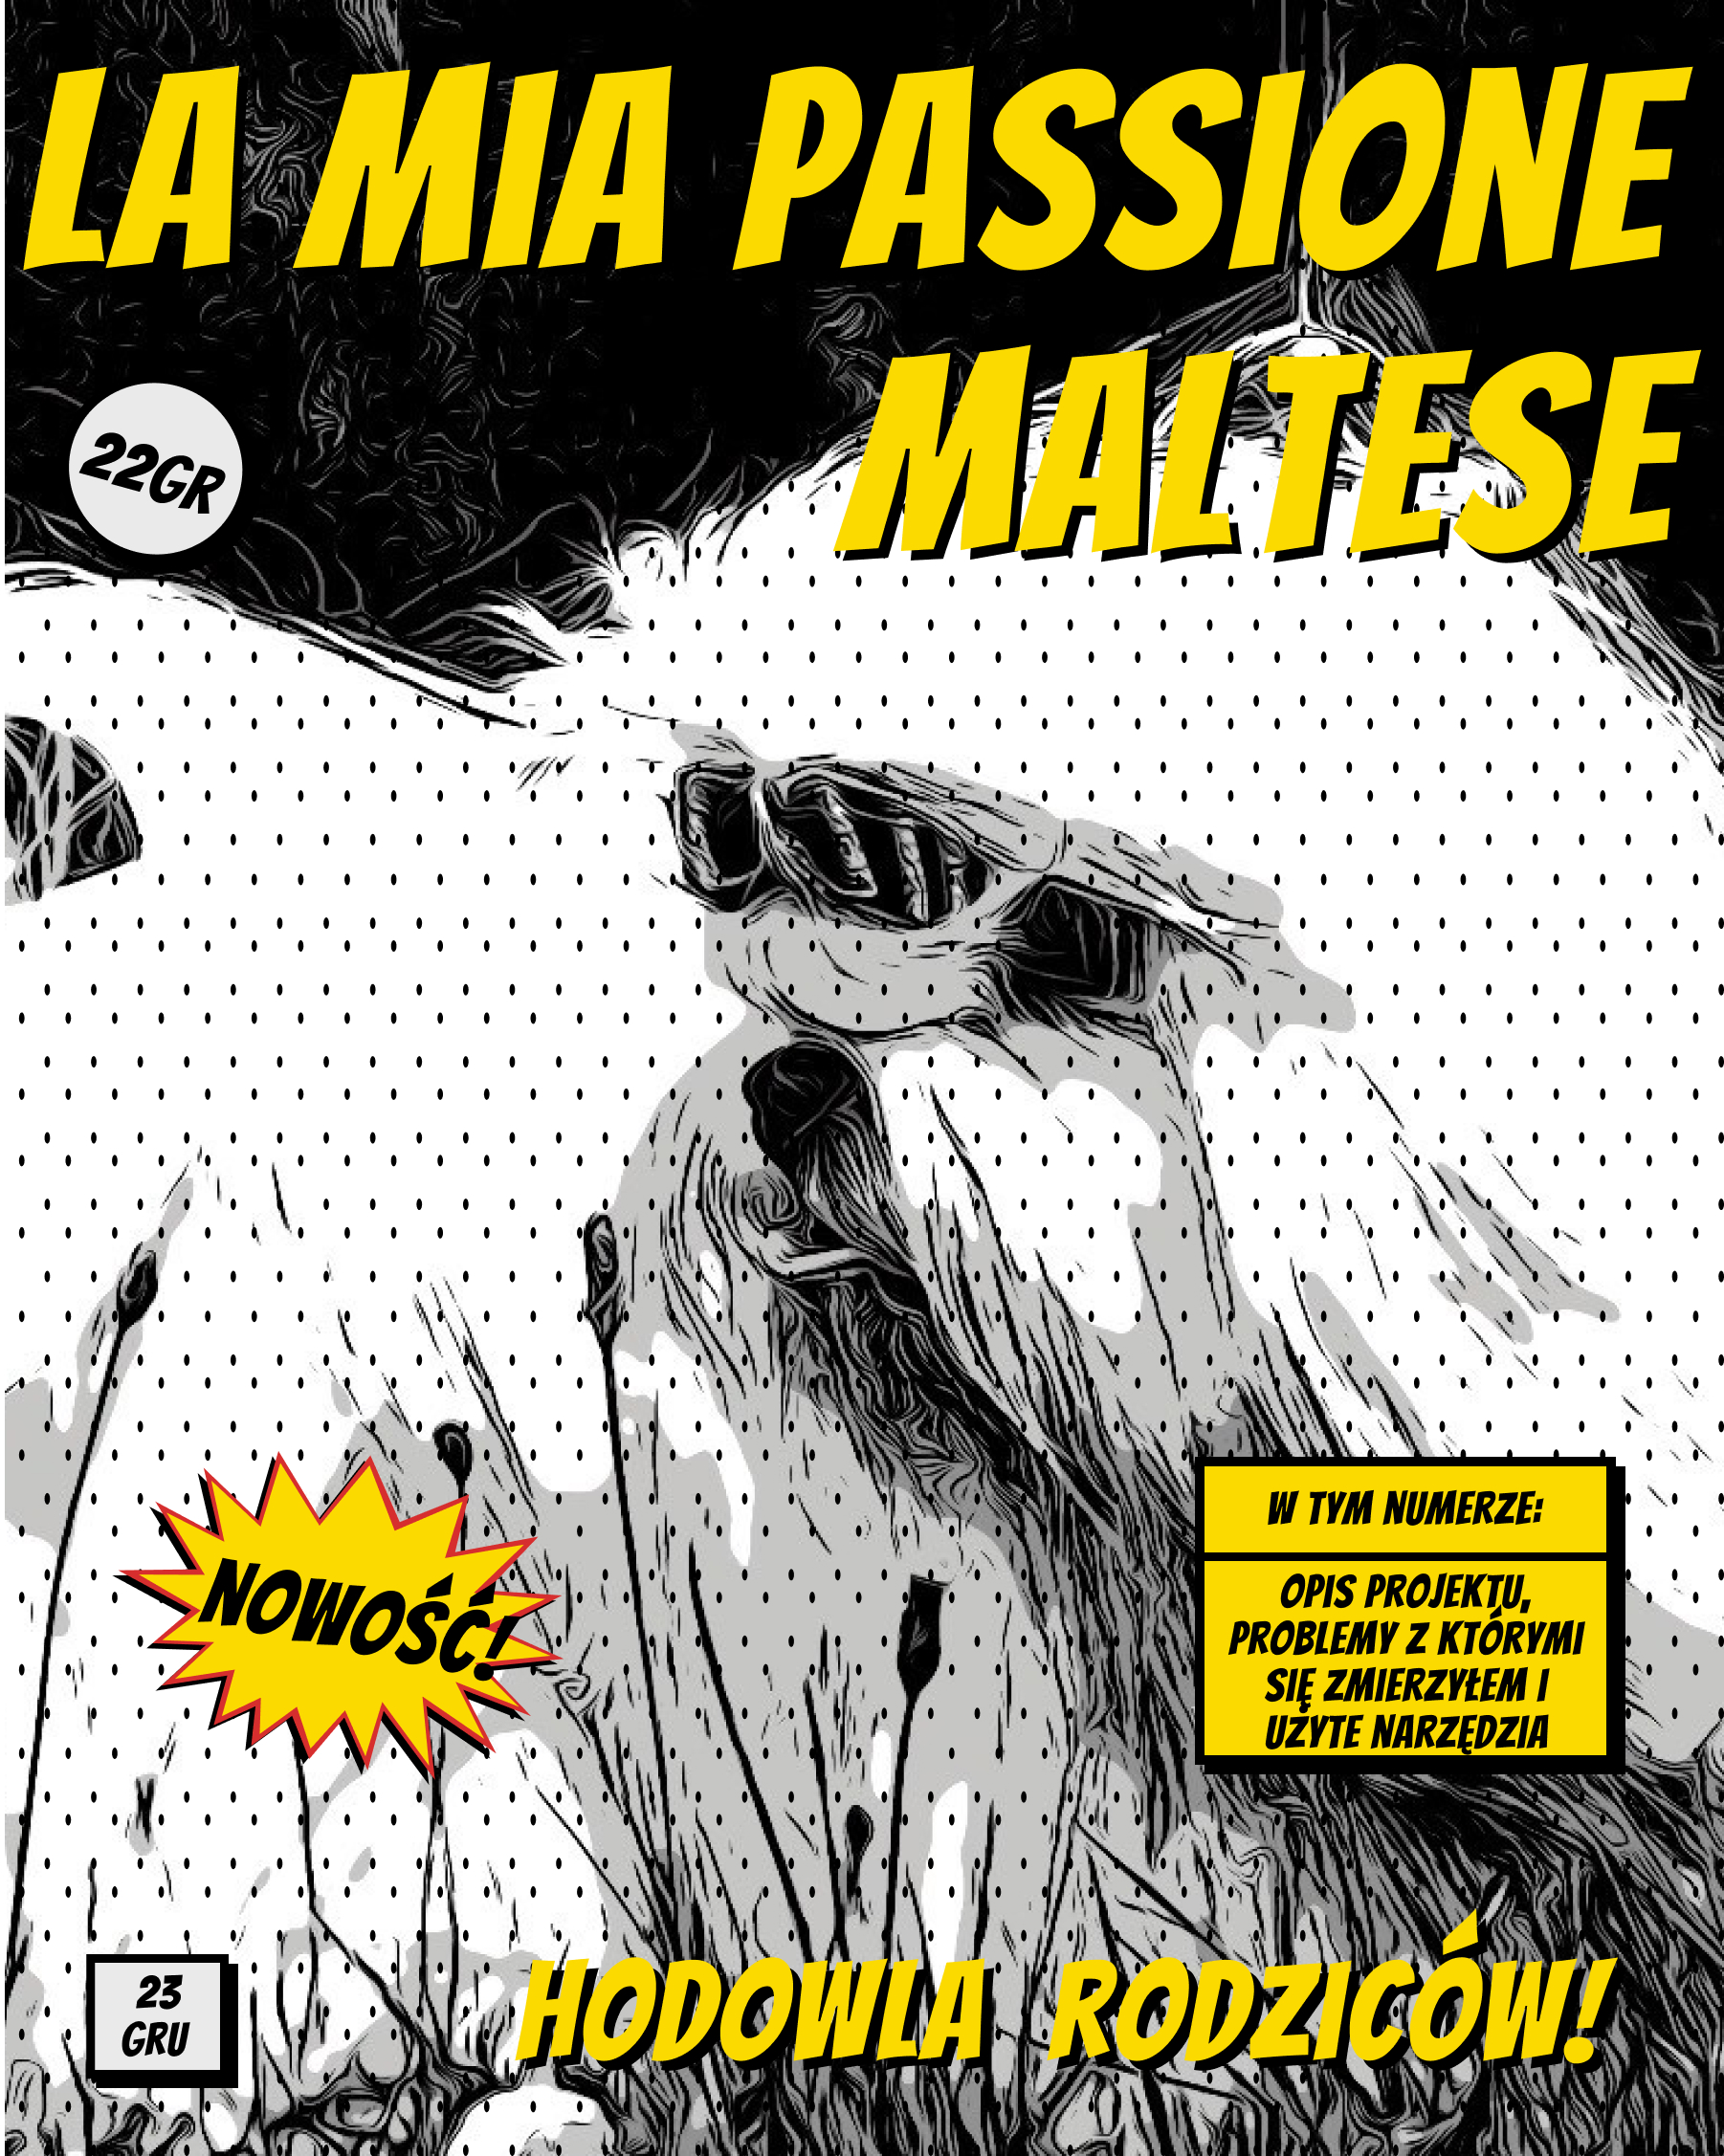 LA MIA PASSIONE
MALTESE
22GR
NOWOŚĆ!
W TYM NUMERZE:
OPIS PROJEKTU,
PROBLEMY Z KTÓRYMI
SIĘ ZMIERZYŁEM I
UŻYTE NARZĘDZIA
23
GRU
HODOWLA RODZICÓW!